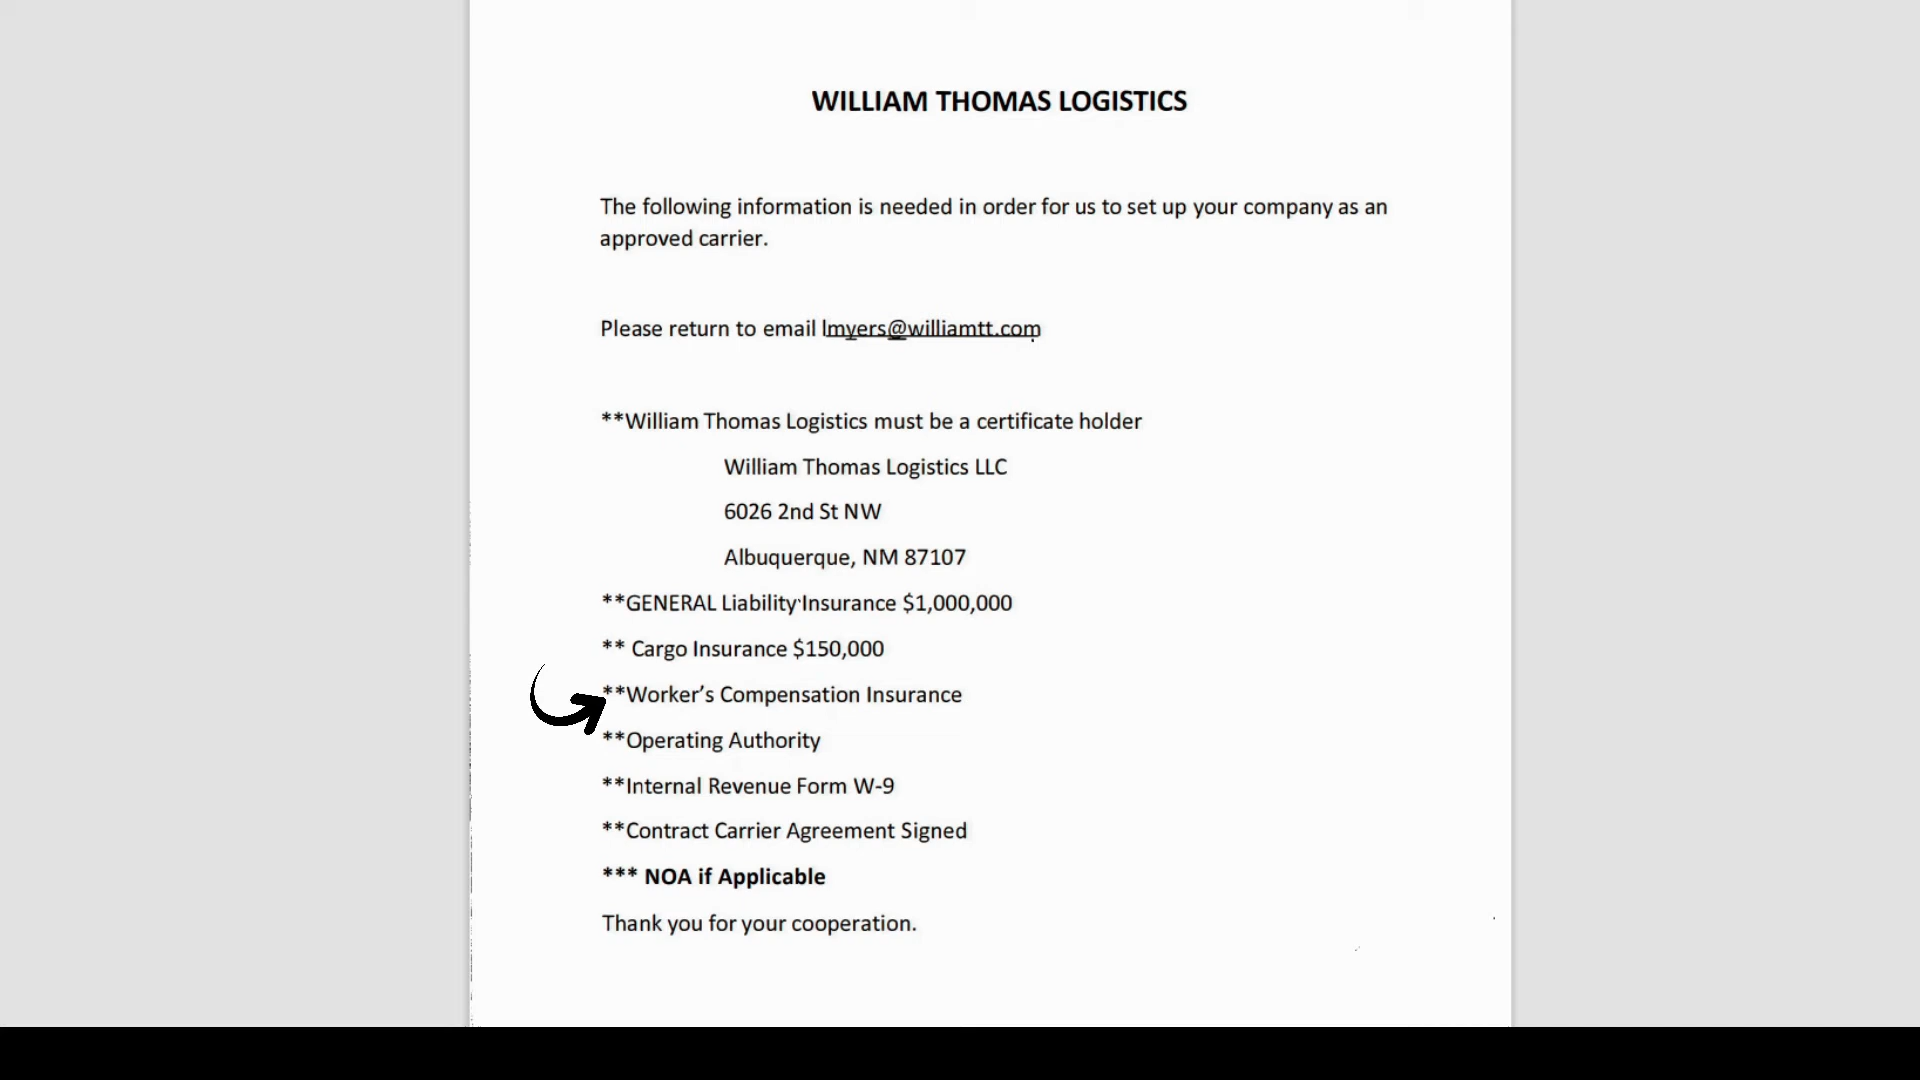 WILLIAM THOMAS LOGISTICS
The following information is needed in order for us to set up your company as an
approved carrier.
Please return to email lmyers@williamtt.com
**William Thomas Logistics must be a certificate holder
William Thomas Logistics LLC
6026 2nd St NW
Albuquerque, NM 87107
**GENERAL Liability Insurance $1,000,000
** Cargo Insurance $150,000
**Worker’s Compensation Insurance
**Operating Authority
**Internal Revenue Form W-9
**Contract Carrier Agreement Signed
*** NOA if Applicable
Thank you for your cooperation.